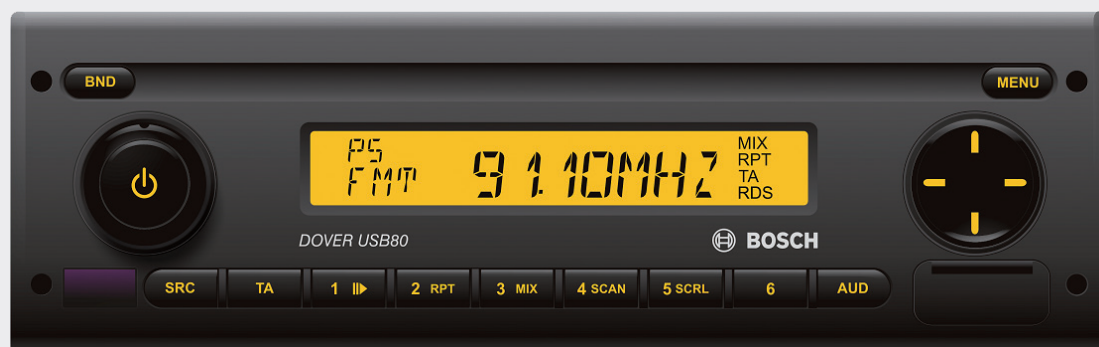 BND
MENU
P5
FMT 91.10MHZ
MIX
RPT
TA
RDS
DOVER USB80
BOSCH
SRC TA 1 2 RPT 3 MIX 4 SCAN 5 SCRL 6 AUD